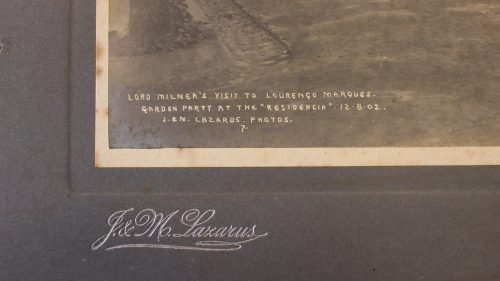 LORD MILNER'S VISIT TO LOURENÇO MARQUES.
GARDEN PARTY AT THE "RESIDENCIA" 12.8.02.
J.&M. LAZARUS. PHOTOS.
7.
J.& M. Lazarus